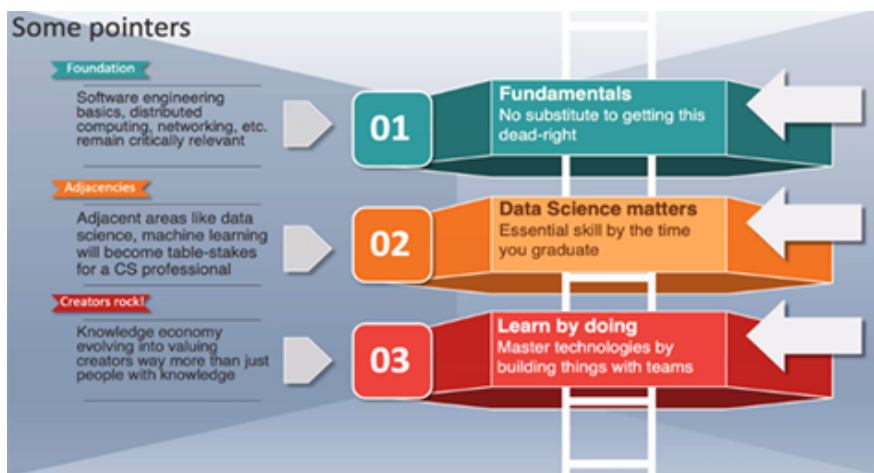 Some pointers
Foundation
Software engineering
basics, distributed
computing, networking, etc.
remain critically relevant
01
Fundamentals
No substitute to getting this
dead-right
Adjacencies
Adjacent areas like data
science, machine learning
will become table-stakes
for a CS professional
02
Data Science matters
Essential skill by the time
you graduate
Creators rock!
Knowledge economy
evolving into valuing
creators way more than just
people with knowledge
03
Learn by doing
Master technologies by
building things with teams